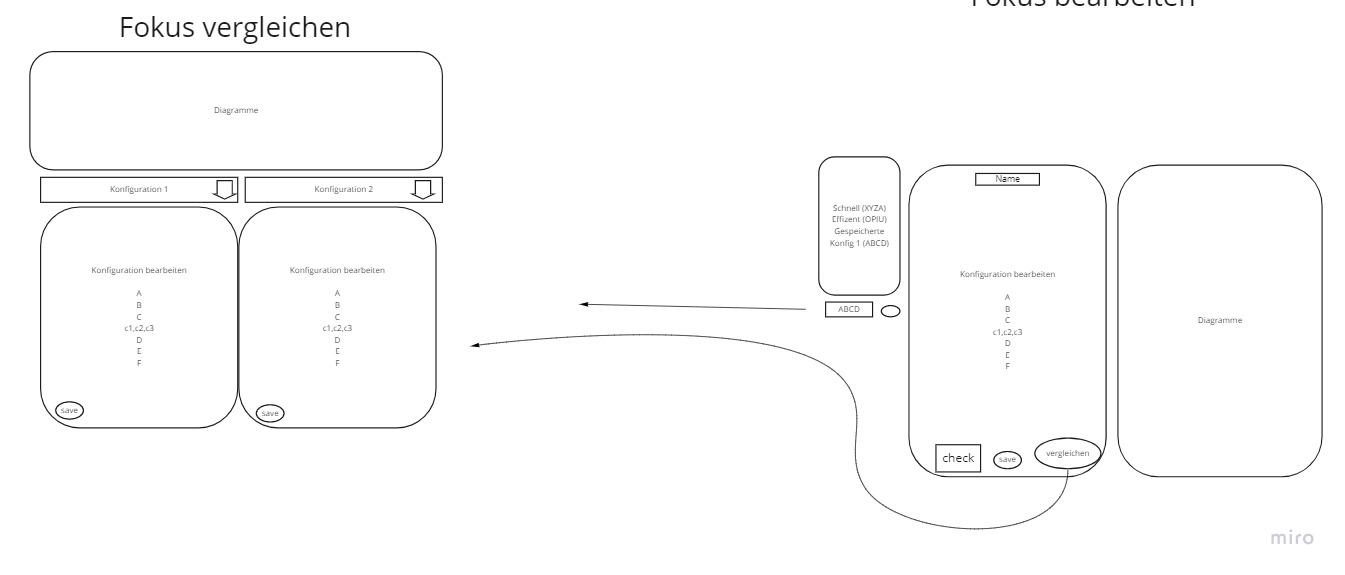 Fokus vergleichen
Diagramme
Konfiguration 1
Konfiguration 2
Konfiguration bearbeiten
A
B
C
c1,c2,c3
D
E
F
save
Konfiguration bearbeiten
A
B
C
c1,c2,c3
D
E
F
save
Fokus bearbeiten
Schnell (XYZA)
Effizent (OPIU)
Gespeicherte
Konfig 1 (ABCD)
ABCD
Name
Konfiguration bearbeiten
A
B
C
c1,c2,c3
D
E
F
check
save
vergleichen
Diagramme
miro